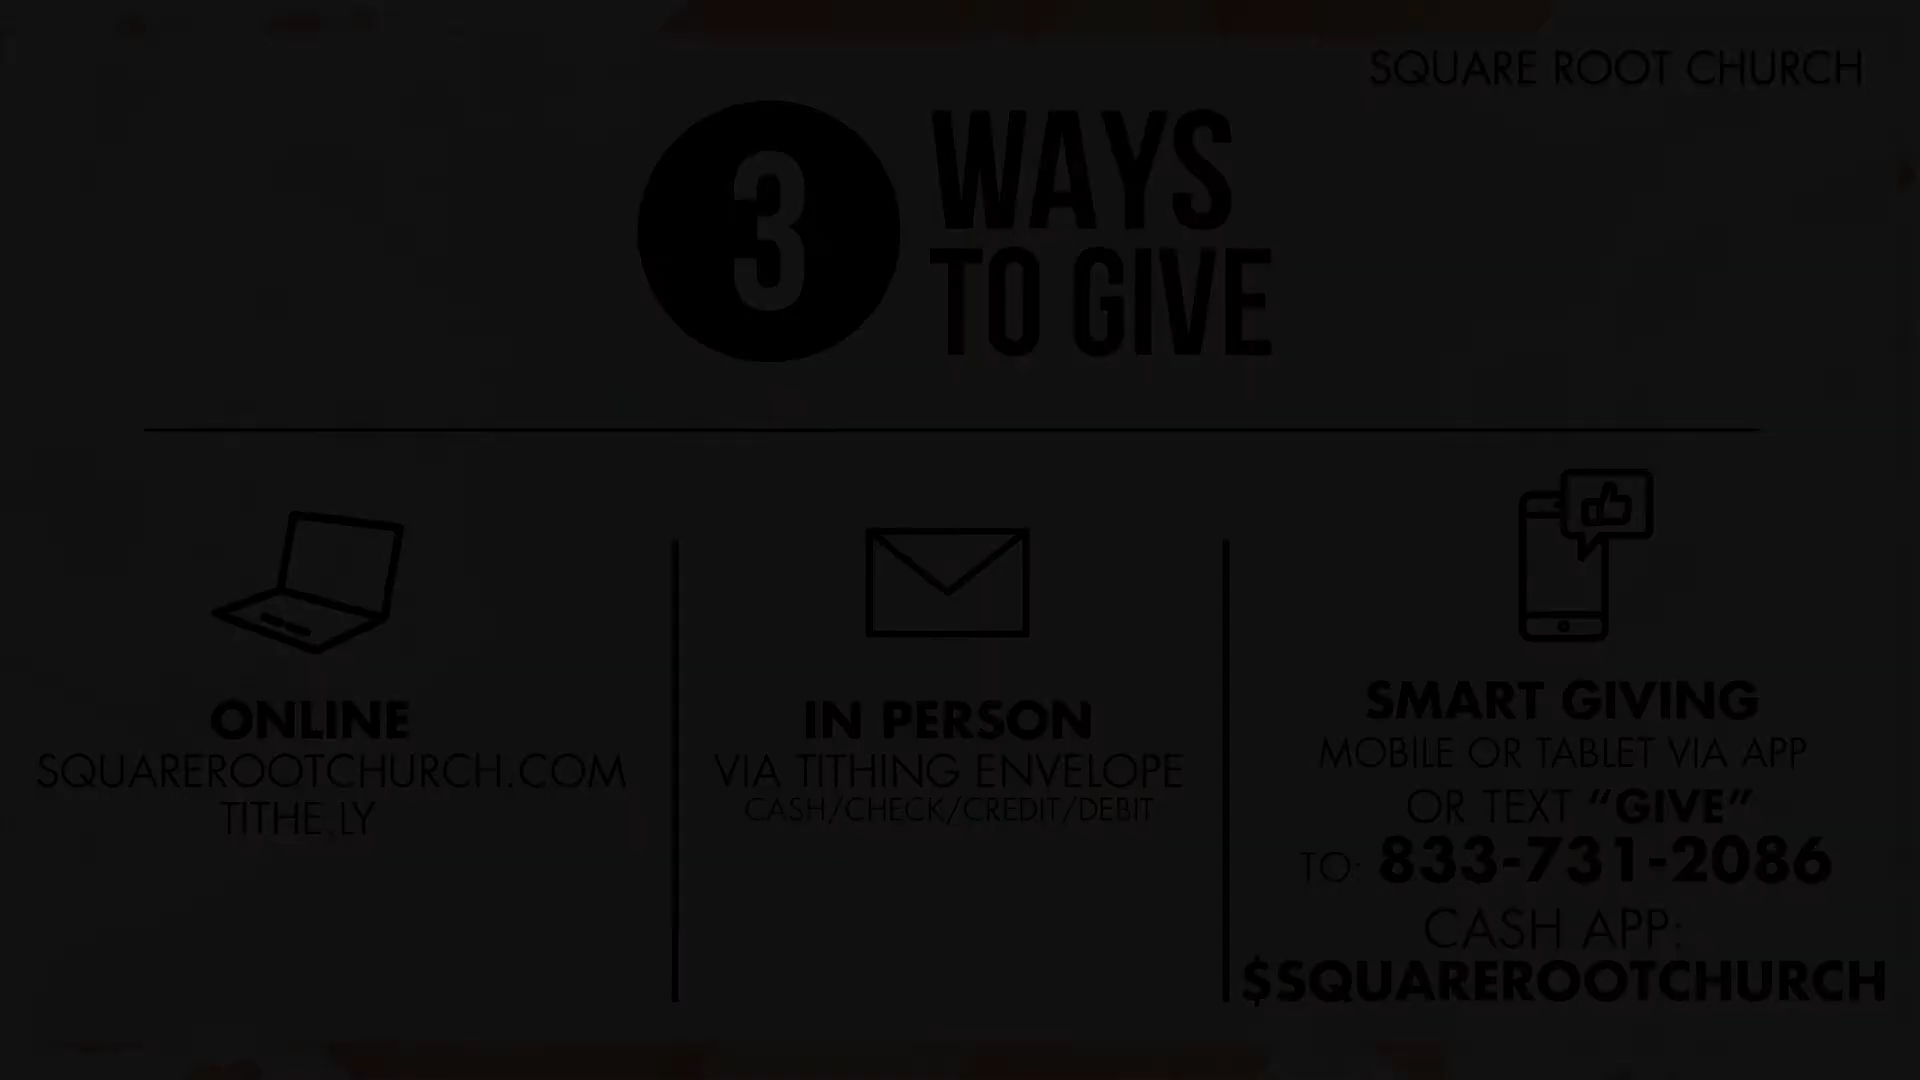 SQUARE ROOT CHURCH
3 WAYS
TO GIVE
ONLINE
SQUAREROOTCHURCH.COM
TITHE.LY
IN PERSON
VIA TITHING ENVELOPE
CASH/CHECK/CREDIT/DEBIT
SMART GIVING
MOBILE OR TABLET VIA APP
OR TEXT “GIVE”
TO: 833-731-2086
CASH APP:
$SQUAREROOTCHURCH